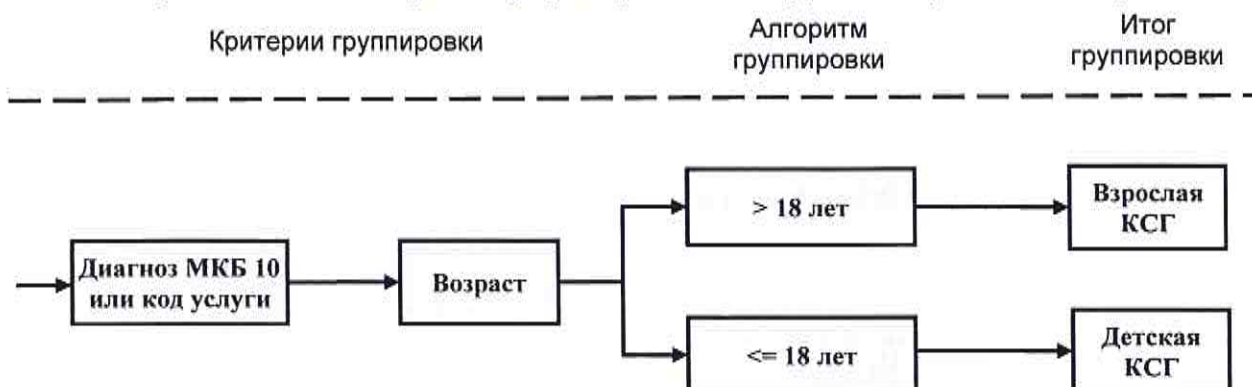 Критерии группировки
Алгоритм
группировки
Итог
группировки
Диагноз МКБ 10
или код услуги
Возраст
> 18 лет
Взрослая
КСГ
<= 18 лет
Детская
КСГ